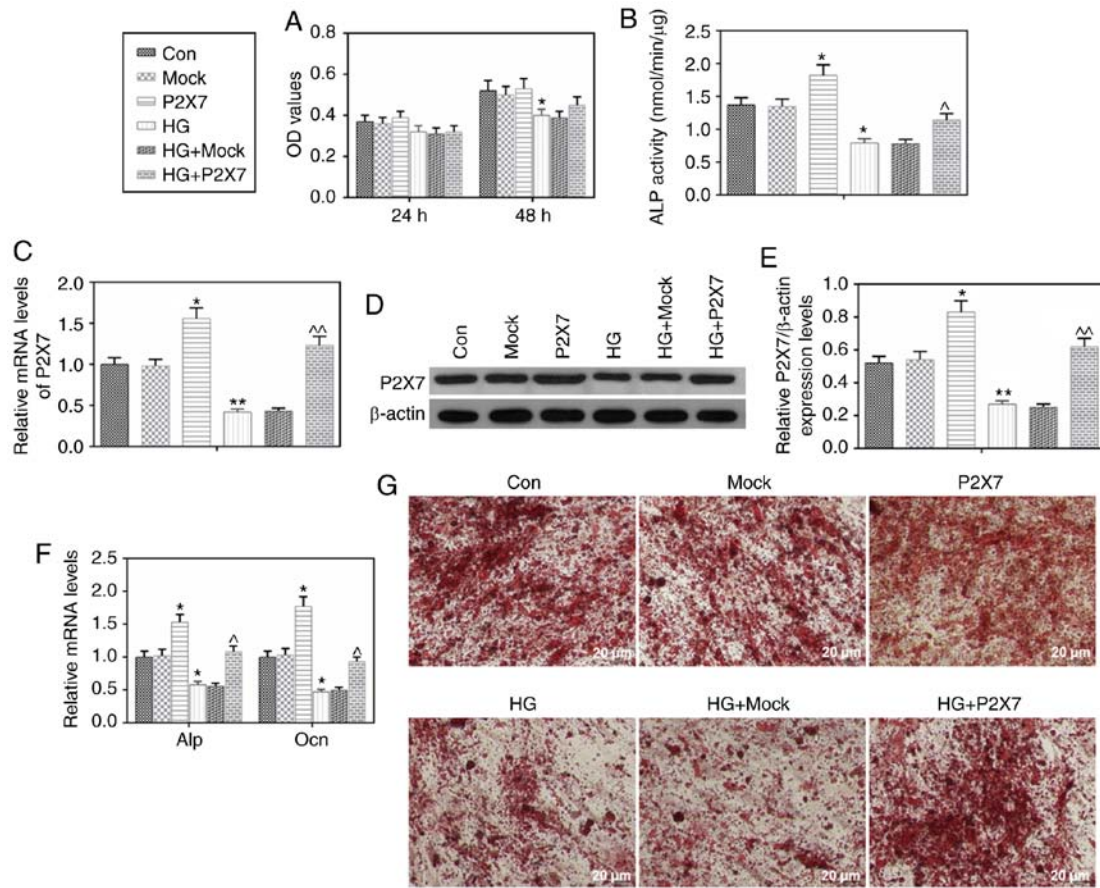 Con
Mock
P2X7
HG
HG+Mock
HG+P2X7
A
OD values
0.8
0.6
0.4
0.2
0.0
24 h
48 h
*
B
ALP activity (nmol/min/µg)
2.5
2.0
1.5
1.0
0.5
0.0
*
*
^
C
Relative mRNA levels
of P2X7
2.0
1.5
1.0
0.5
0.0
*
**
^^
D
Con
Mock
P2X7
HG
HG+Mock
HG+P2X7
P2X7
β-actin
E
Relative P2X7/β-actin
expression levels
1.0
0.8
0.6
0.4
0.2
0.0
*
**
^^
F
Relative mRNA levels
2.5
2.0
1.5
1.0
0.5
0.0
*
*
^
*
*
^
Alp
Ocn
G
Con
Mock
P2X7
20 µm
20 µm
20 µm
HG
HG+Mock
HG+P2X7
20 µm
20 µm
20 µm